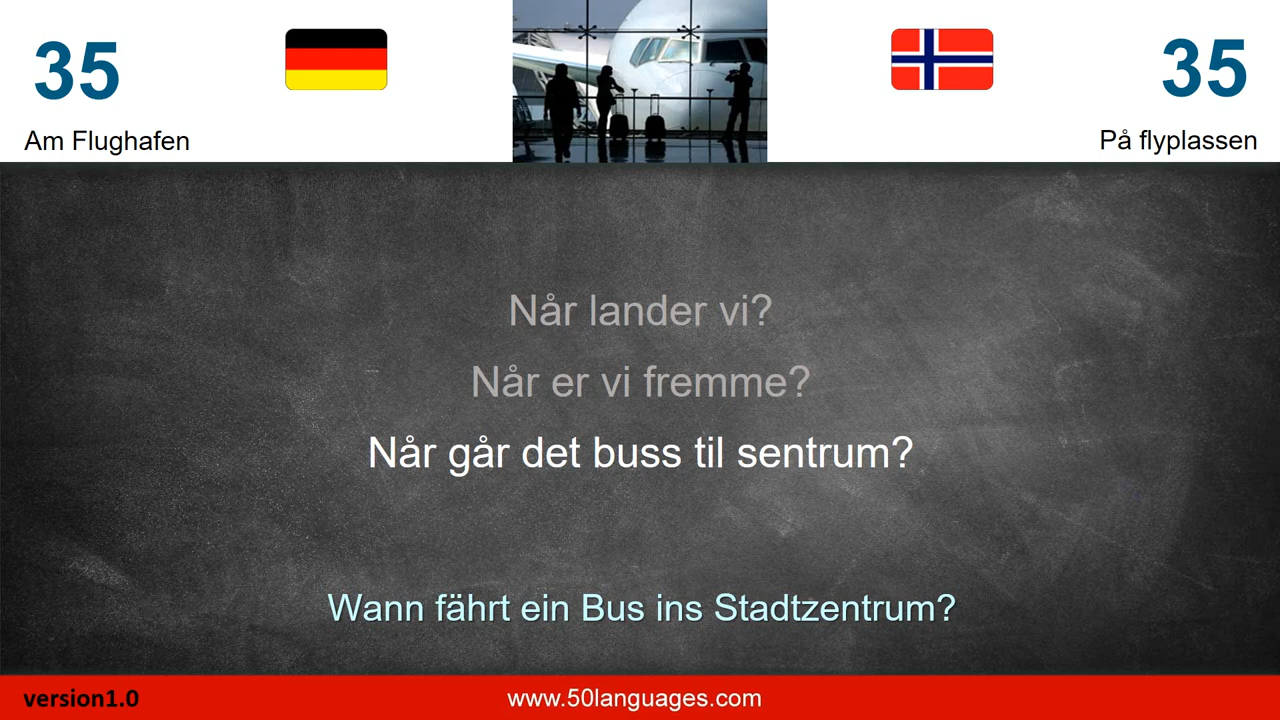 35
35
Am Flughafen
På flyplassen
Når lander vi?
Når er vi fremme?
Når går det buss til sentrum?
Wann fährt ein Bus ins Stadtzentrum?
version1.0
www.50languages.com